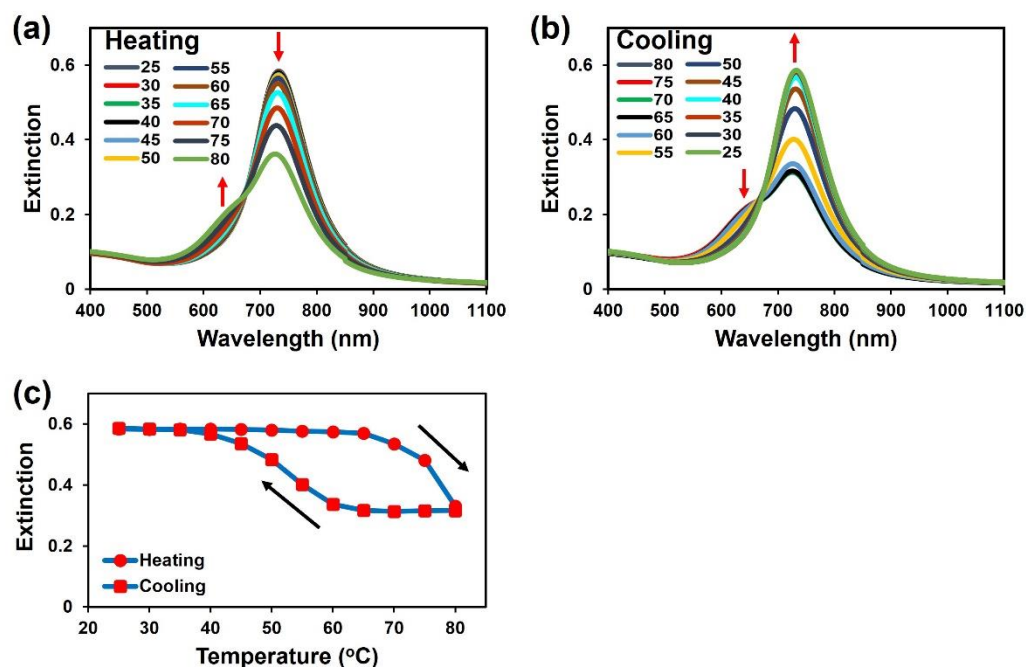 (a)
Heating
25 55
30 60
35 65
40 70
45 75
50 80
0.6
0.4
0.2
0
Extinction
400 500 600 700 800 900 1000 1100
Wavelength (nm)
(b)
Cooling
80 50
75 45
70 40
65 35
60 30
55 25
0.6
0.4
0.2
0
Extinction
400 500 600 700 800 900 1000 1100
Wavelength (nm)
(c)
0.6
0.4
0.2
0
Extinction
Heating
Cooling
20 30 40 50 60 70 80
Temperature (ºC)